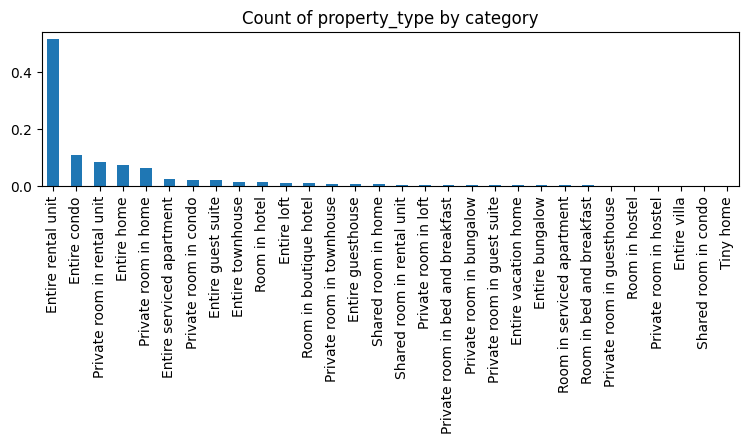 Count of property_type by category
0.4
0.2
0.0
Entire rental unit
Entire condo
Private room in rental unit
Entire home
Private room in home
Entire serviced apartment
Private room in condo
Entire guest suite
Entire townhouse
Room in hotel
Entire loft
Room in boutique hotel
Private room in townhouse
Entire guesthouse
Shared room in home
Shared room in rental unit
Private room in loft
Private room in bed and breakfast
Private room in bungalow
Private room in guest suite
Entire vacation home
Entire bungalow
Room in serviced apartment
Room in bed and breakfast
Private room in guesthouse
Room in hostel
Private room in hostel
Entire villa
Shared room in condo
Tiny home